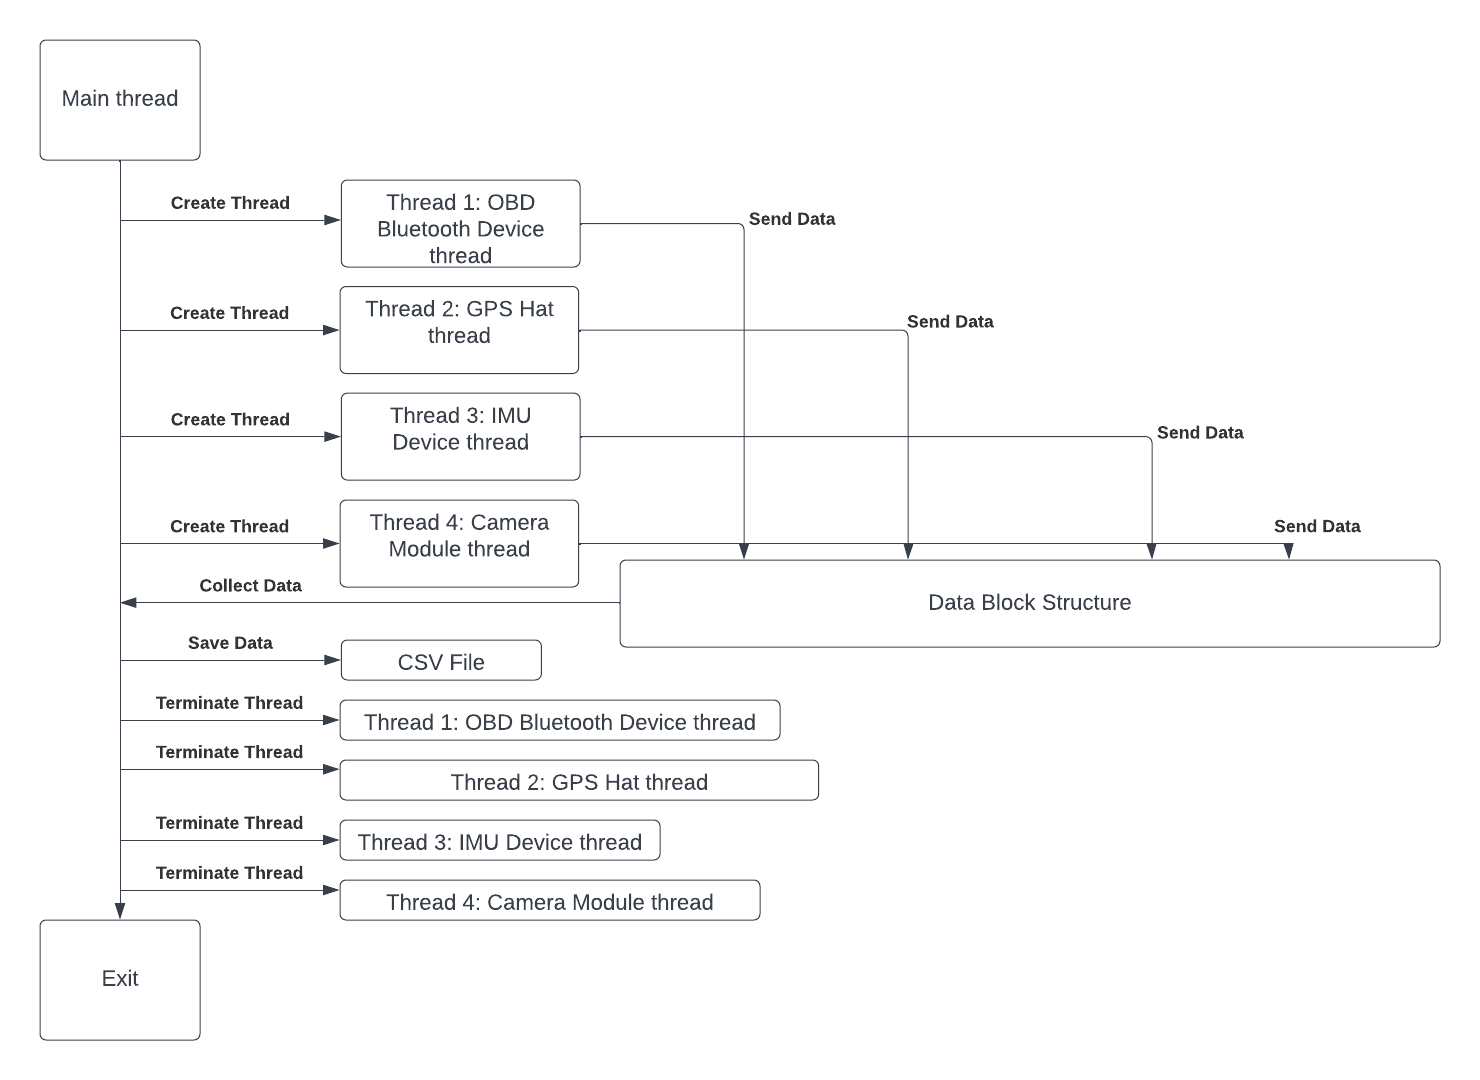 Main thread
Create Thread
Thread 1: OBD
Bluetooth Device
thread
Send Data
Create Thread
Thread 2: GPS Hat
thread
Send Data
Create Thread
Thread 3: IMU
Device thread
Send Data
Create Thread
Thread 4: Camera
Module thread
Send Data
Collect Data
Data Block Structure
Save Data
CSV File
Terminate Thread
Thread 1: OBD Bluetooth Device thread
Terminate Thread
Thread 2: GPS Hat thread
Terminate Thread
Thread 3: IMU Device thread
Terminate Thread
Thread 4: Camera Module thread
Exit